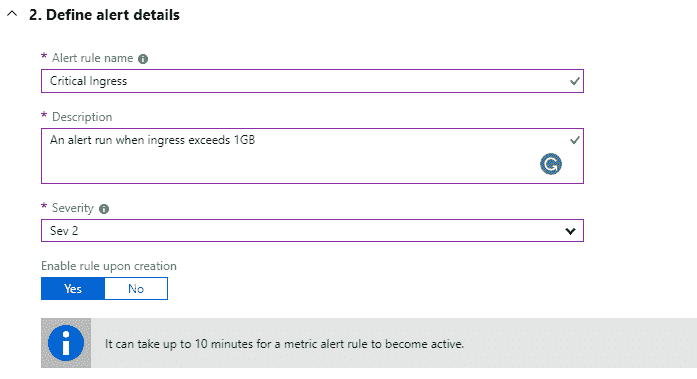 2. Define alert details
* Alert rule name
Critical Ingress
* Description
An alert run when ingress exceeds 1GB
* Severity
Sev 2
Enable rule upon creation
Yes No
It can take up to 10 minutes for a metric alert rule to become active.